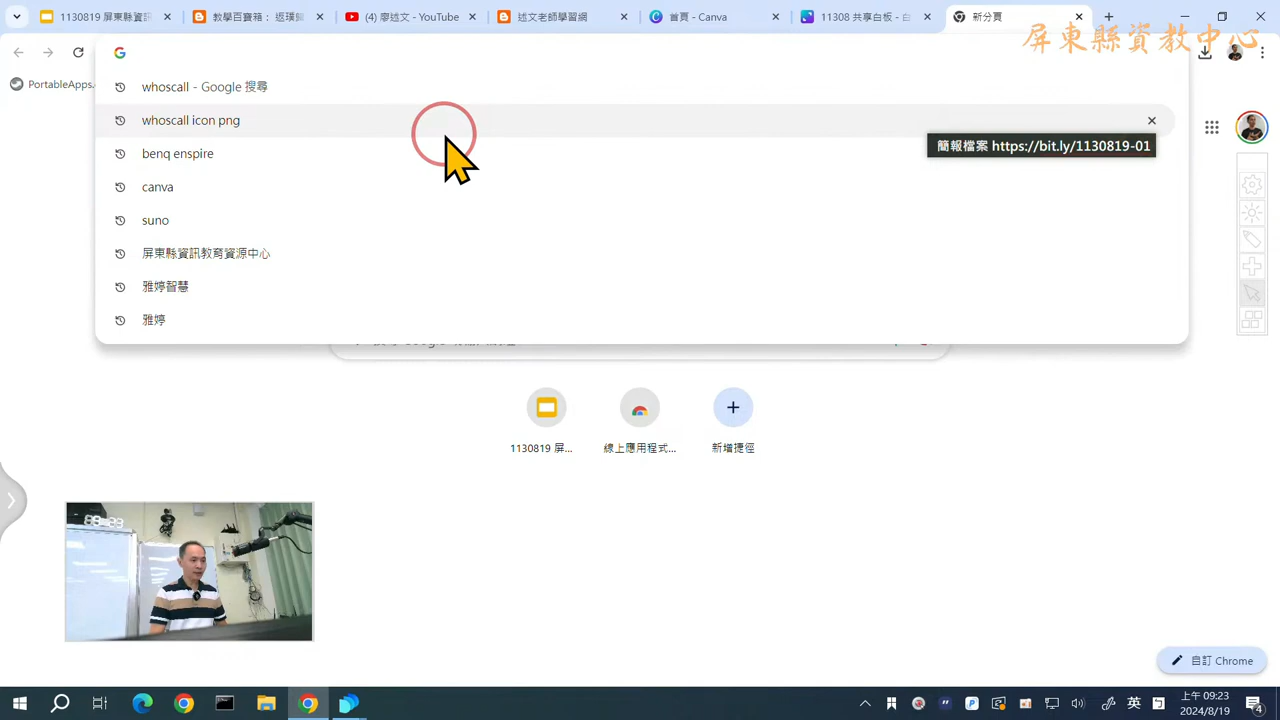 1130819 屏東縣資訊
教學百寶箱： 返璞
(4) 廖述文 - YouTube
述文老師學習網
首頁 - Canva
11308 共享白板 - 白
新分頁
屏東縣資教中心
PortableApps.
whoscall - Google 搜尋
whoscall icon png
簡報檔案 https://bit.ly/1130819-01
benq enspire
canva
suno
屏東縣資訊教育資源中心
雅婷智慧
雅婷
1130819 屏...
線上應用程式...
新增捷徑
自訂 Chrome
英
上午 09:23
2024/8/19
4